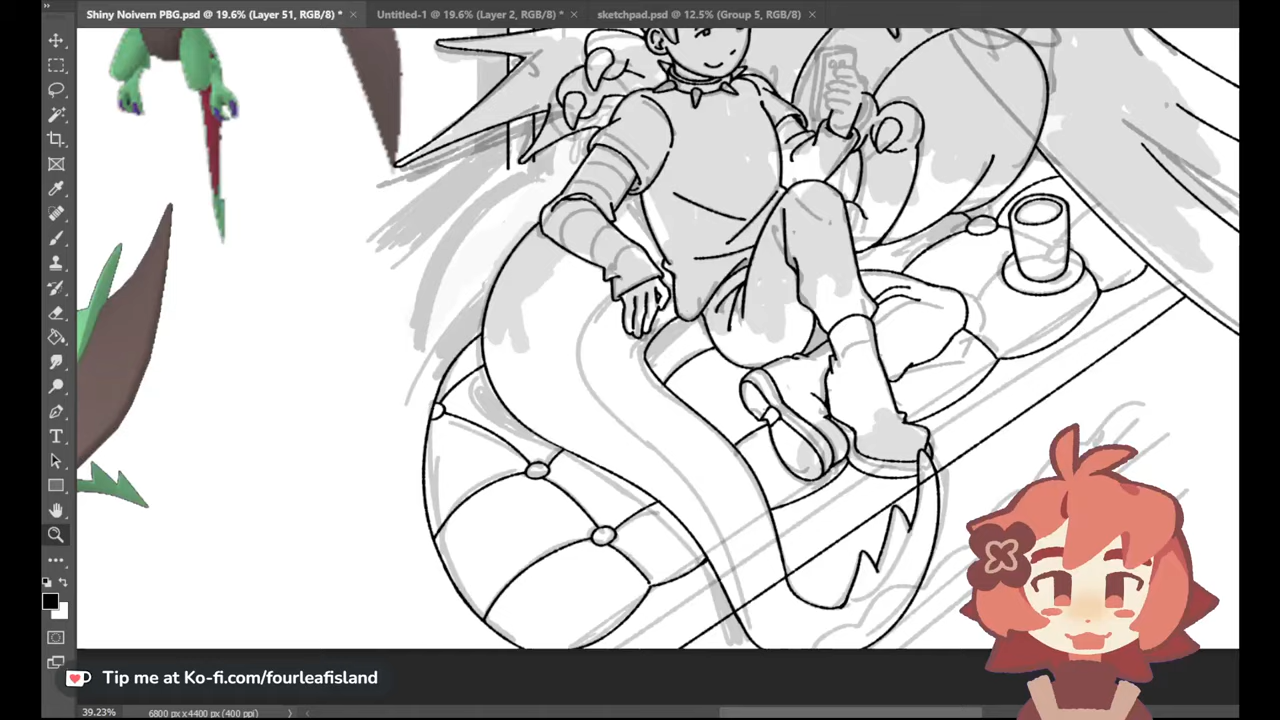 Shiny Noivern PBG.psd @ 19.6% (Layer 51, RGB/8) *
Untitled-1 @ 19.6% (Layer 2, RGB/8) *
sketchpad.psd @ 12.5% (Group 5, RGB/8)
Tip me at Ko-fi.com/fourleafisland
39.23%
6800 px x 4400 px (400 ppi)